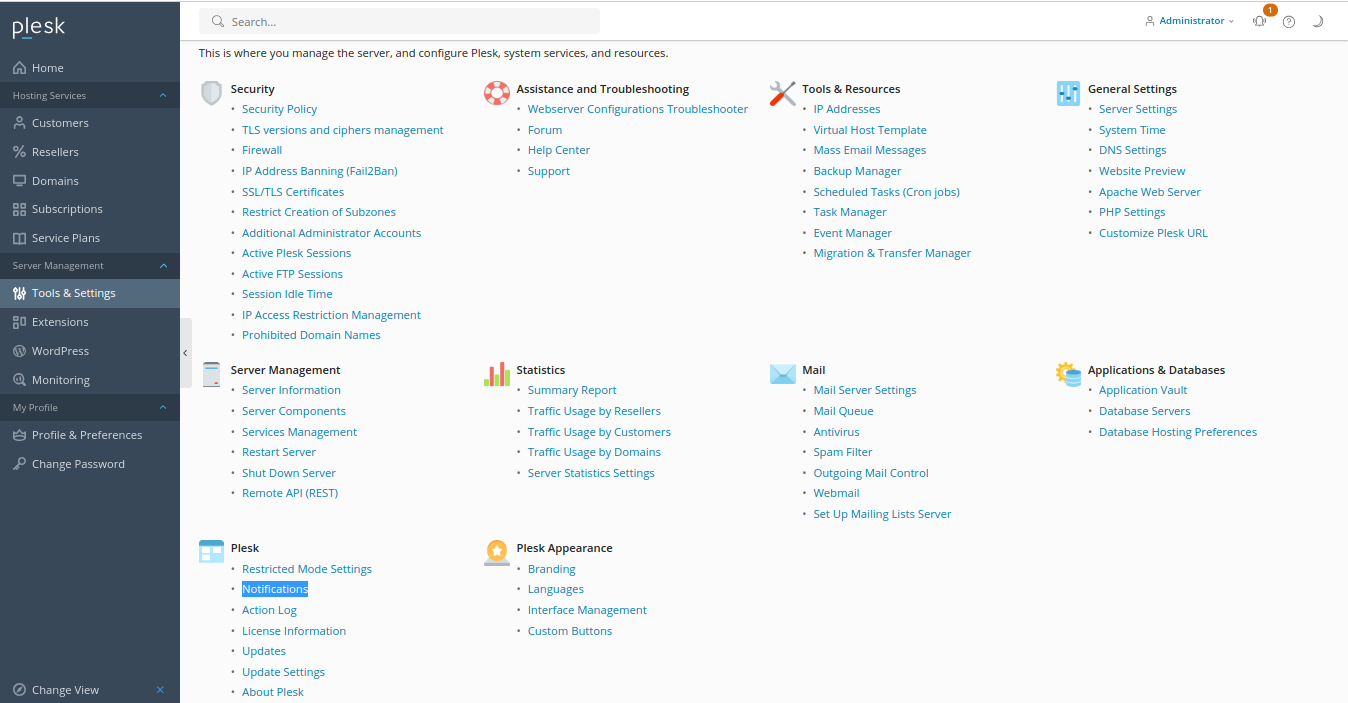 plesk
Search...
1
Administrator
Home
Hosting Services
Customers
Resellers
Domains
Subscriptions
Service Plans
Server Management
Tools & Settings
Extensions
WordPress
Monitoring
My Profile
Profile & Preferences
Change Password
Change View
This is where you manage the server, and configure Plesk, system services, and resources.
Security
Security Policy
TLS versions and ciphers management
Firewall
IP Address Banning (Fail2Ban)
SSL/TLS Certificates
Restrict Creation of Subzones
Additional Administrator Accounts
Active Plesk Sessions
Active FTP Sessions
Session Idle Time
IP Access Restriction Management
Prohibited Domain Names
Assistance and Troubleshooting
Webserver Configurations Troubleshooter
Forum
Help Center
Support
Tools & Resources
IP Addresses
Virtual Host Template
Mass Email Messages
Backup Manager
Scheduled Tasks (Cron jobs)
Task Manager
Event Manager
Migration & Transfer Manager
General Settings
Server Settings
System Time
DNS Settings
Website Preview
Apache Web Server
PHP Settings
Customize Plesk URL
Server Management
Server Information
Server Components
Services Management
Restart Server
Shut Down Server
Remote API (REST)
Statistics
Summary Report
Traffic Usage by Resellers
Traffic Usage by Customers
Traffic Usage by Domains
Server Statistics Settings
Mail
Mail Server Settings
Mail Queue
Antivirus
Spam Filter
Outgoing Mail Control
Webmail
Set Up Mailing Lists Server
Applications & Databases
Application Vault
Database Servers
Database Hosting Preferences
Plesk
Restricted Mode Settings
Notifications
Action Log
License Information
Updates
Update Settings
About Plesk
Plesk Appearance
Branding
Languages
Interface Management
Custom Buttons